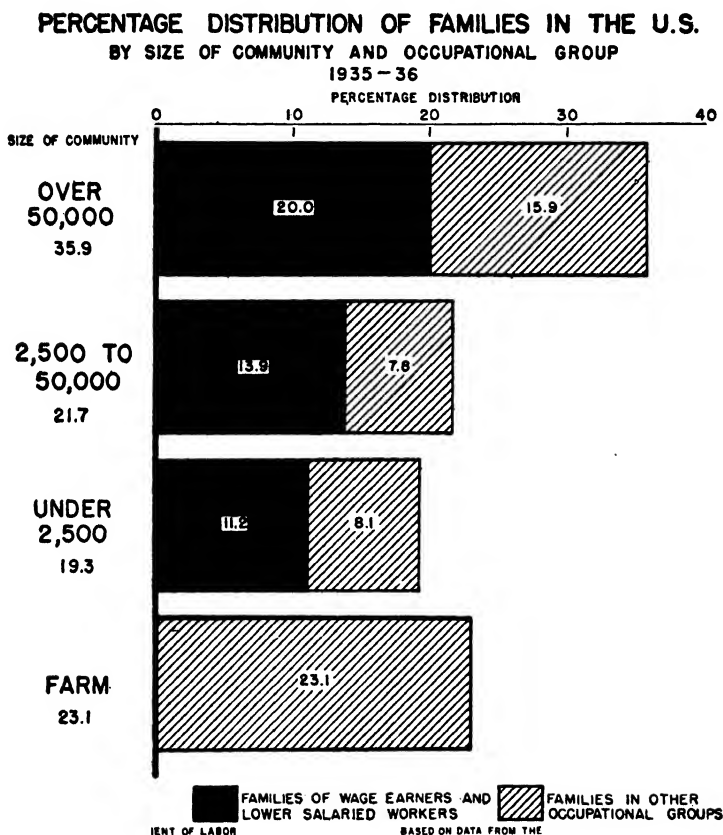 PERCENTAGE DISTRIBUTION OF FAMILIES IN THE U.S.
BY SIZE OF COMMUNITY AND OCCUPATIONAL GROUP
1935-36
PERCENTAGE DISTRIBUTION
0 10 20 30 40
SIZE OF COMMUNITY
OVER
50,000
35.9
20.0 15.9
2,500 TO
50,000
21.7
13.9 7.8
UNDER
2,500
19.3
11.2 8.1
FARM
23.1
23.1
FAMILIES OF WAGE EARNERS AND
LOWER SALARIED WORKERS
FAMILIES IN OTHER
OCCUPATIONAL GROUPS
OF LABOR
BASED ON DATA FROM THE